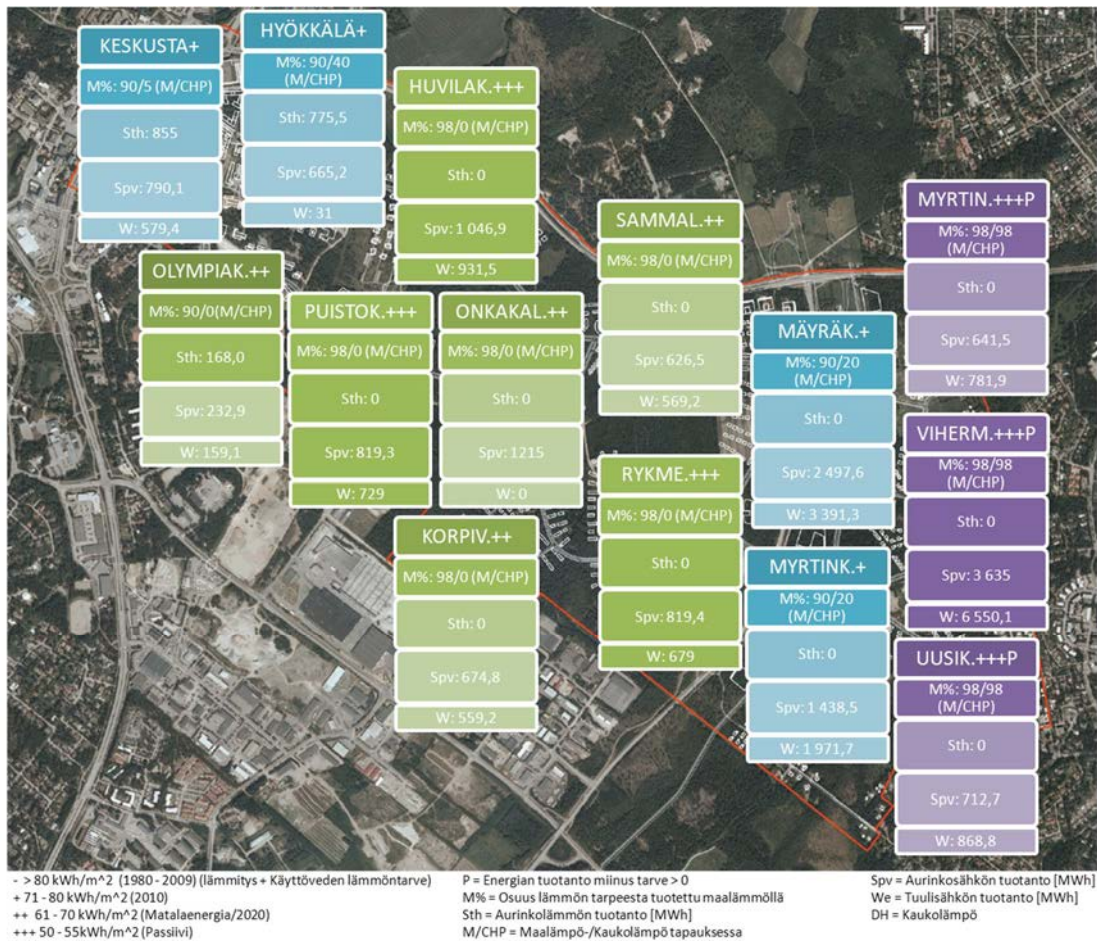 KESKUSTA+
M%: 90/5 (M/CHP)
Sth: 855
Spv: 790,1
W: 579,4
HYÖKKÄLÄ+
M%: 90/40
(M/CHP)
Sth: 775,5
Spv: 665,2
W: 31
HUVILAK.+++
M%: 98/0 (M/CHP)
Sth: 0
Spv: 1 046,9
W: 931,5
SAMMAL.++
M%: 98/0 (M/CHP)
Sth: 0
Spv: 626,5
W: 569,2
MYRTIN.+++P
M%: 98/98
(M/CHP)
Sth: 0
Spv: 641,5
W: 781,9
OLYMPIAK.++
M%: 90/0(M/CHP)
Sth: 168,0
Spv: 232,9
W: 159,1
PUISTOK.+++
M%: 98/0 (M/CHP)
Sth: 0
Spv: 819,3
W: 729
ONKAKAL.++
M%: 98/0 (M/CHP)
Sth: 0
Spv: 1215
W: 0
MÄYRÄK.+
M%: 90/20
(M/CHP)
Sth: 0
Spv: 2 497,6
W: 3 391,3
VIHERM.+++P
M%: 98/98
(M/CHP)
Sth: 0
Spv: 3 635
W: 6 550,1
KORPIV.++
M%: 98/0 (M/CHP)
Sth: 0
Spv: 674,8
W: 559,2
RYKME.+++
M%: 98/0 (M/CHP)
Sth: 0
Spv: 819,4
W: 679
MYRTINK.+
M%: 90/20
(M/CHP)
Sth: 0
Spv: 1 438,5
W: 1 971,7
UUSIK.+++P
M%: 98/98
(M/CHP)
Sth: 0
Spv: 712,7
W: 868,8
- > 80 kWh/m^2 (1980 - 2009) (lämmitys + Käyttöveden lämmöntarve)
+ 71 - 80 kWh/m^2 (2010)
++ 61 - 70 kWh/m^2 (Matalaenergia/2020)
+++ 50 - 55kWh/m^2 (Passiivi)
P = Energian tuotanto miinus tarve > 0
M% = Osuus lämmön tarpeesta tuotettu maalämmöllä
Sth = Aurinkolämmön tuotanto [MWh]
M/CHP = Maalämpö-/Kaukolämpö tapauksessa
Spv = Aurinkosähkön tuotanto [MWh]
We = Tuulisähkön tuotanto [MWh]
DH = Kaukolämpö